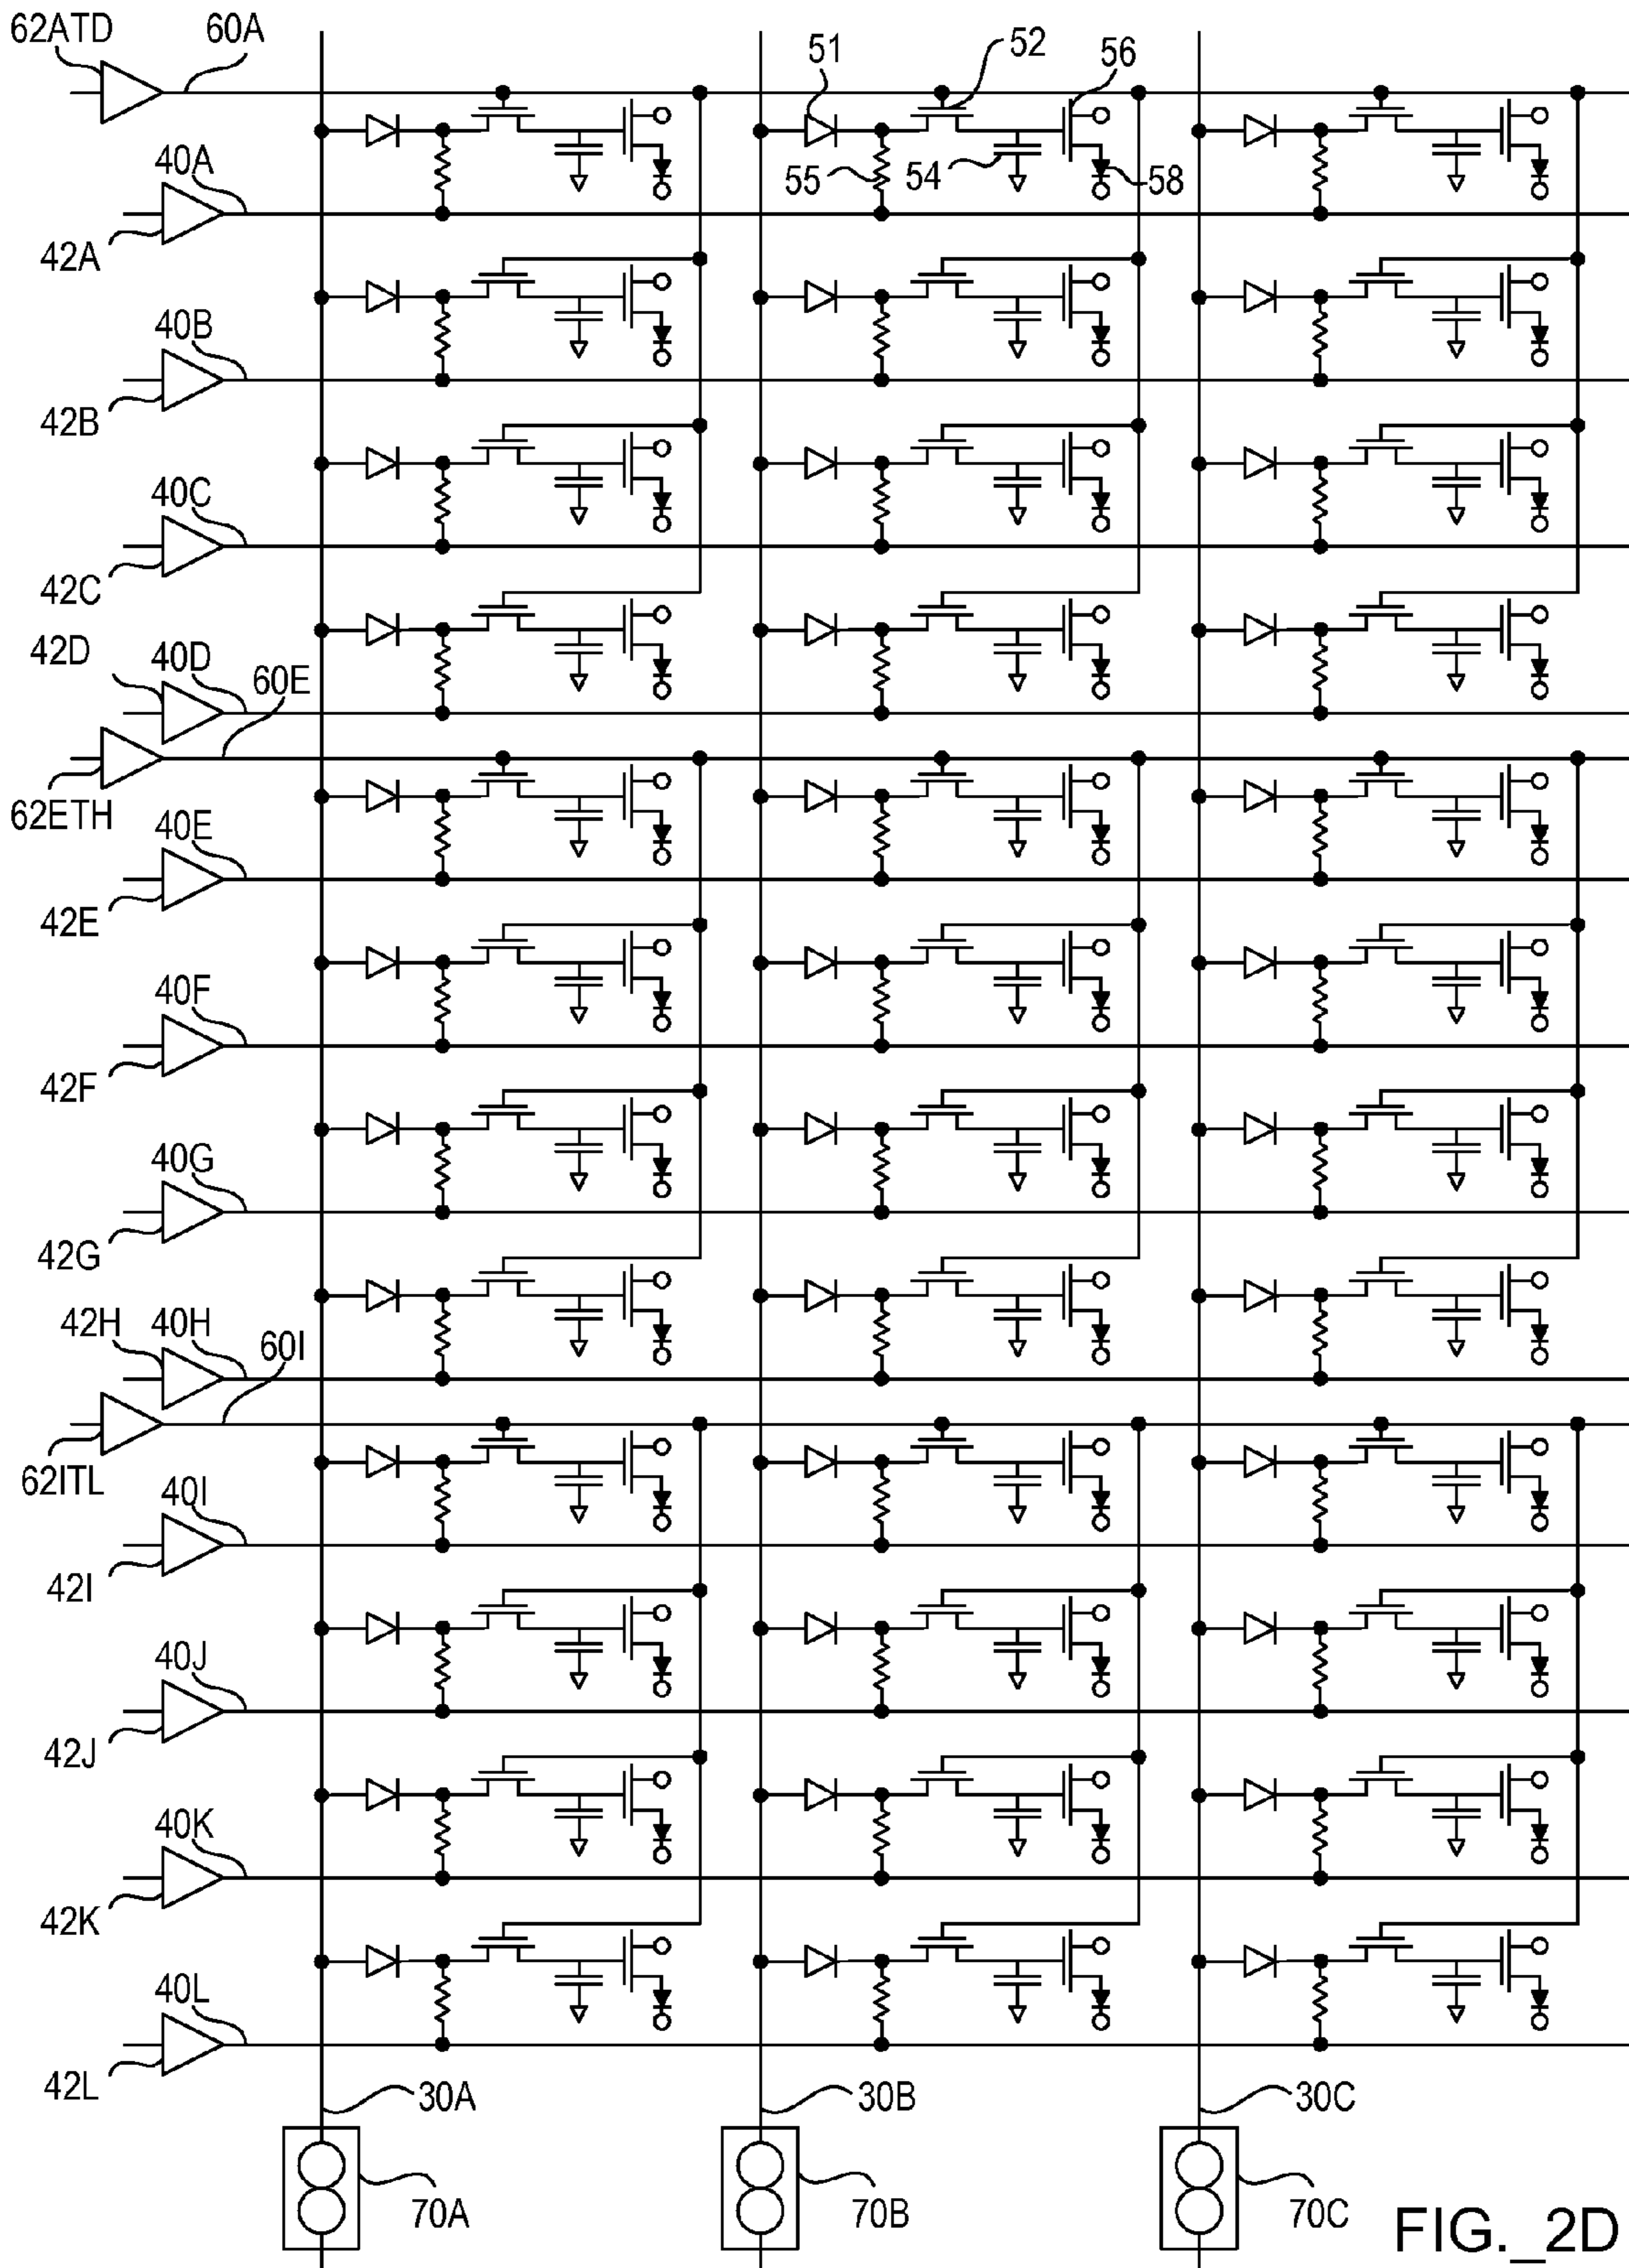 62ATD 60A
51 52 56
40A
55 54 58
42A
40B
42B
40C
42C
42D 40D 60E
62ETH 40E
42E
40F
42F
40G
42G
42H 40H 60I
62ITL 40I
42I
40J
42J
40K
42K
40L
42L
30A 30B 30C
70A 70B 70C
FIG._2D